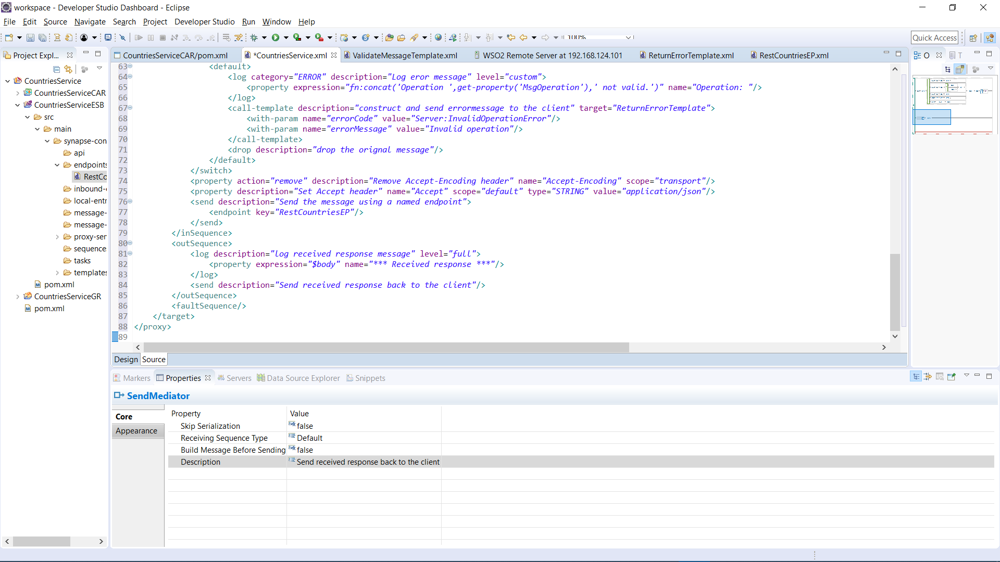 workspace - Developer Studio Dashboard - Eclipse
File Edit Source Navigate Search Project Developer Studio Run Window Help
100%
Quick Access
Project Expl...
CountriesService
CountriesServiceCAR
CountriesServiceESB
src
main
synapse-con
api
endpoints
RestCo
inbound-
local-entr
message-
message-
proxy-ser
sequence
tasks
templates
pom.xml
CountriesServiceGR
pom.xml
CountriesServiceCAR/pom.xml *CountriesService.xml ValidateMessageTemplate.xml WSO2 Remote Server at 192.168.124.101 ReturnErrorTemplate.xml RestCountriesEP.xml
63 <default>
64 <log category="ERROR" description="Log eror message" level="custom">
65 <property expression="fn:concat('Operation ',get-property('MsgOperation'),' not valid.')" name="Operation: "/>
66 </log>
67 <call-template description="construct and send errormessage to the client" target="ReturnErrorTemplate">
68 <with-param name="errorCode" value="Server:InvalidOperationError"/>
69 <with-param name="errorMessage" value="Invalid operation"/>
70 </call-template>
71 <drop description="drop the orignal message"/>
72 </default>
73 </switch>
74 <property action="remove" description="Remove Accept-Encoding header" name="Accept-Encoding" scope="transport"/>
75 <property description="Set Accept header" name="Accept" scope="default" type="STRING" value="application/json"/>
76 <send description="Send the message using a named endpoint">
77 <endpoint key="RestCountriesEP"/>
78 </send>
79 </inSequence>
80 <outSequence>
81 <log description="log received response message" level="full">
82 <property expression="$body" name="*** Received response ***"/>
83 </log>
84 <send description="Send received response back to the client"/>
85 </outSequence>
86 <faultSequence/>
87 </target>
88 </proxy>
89
Design Source
O T
Markers Properties Servers Data Source Explorer Snippets
SendMediator
Core
Appearance
Property Value
Skip Serialization false
Receiving Sequence Type Default
Build Message Before Sending false
Description Send received response back to the client